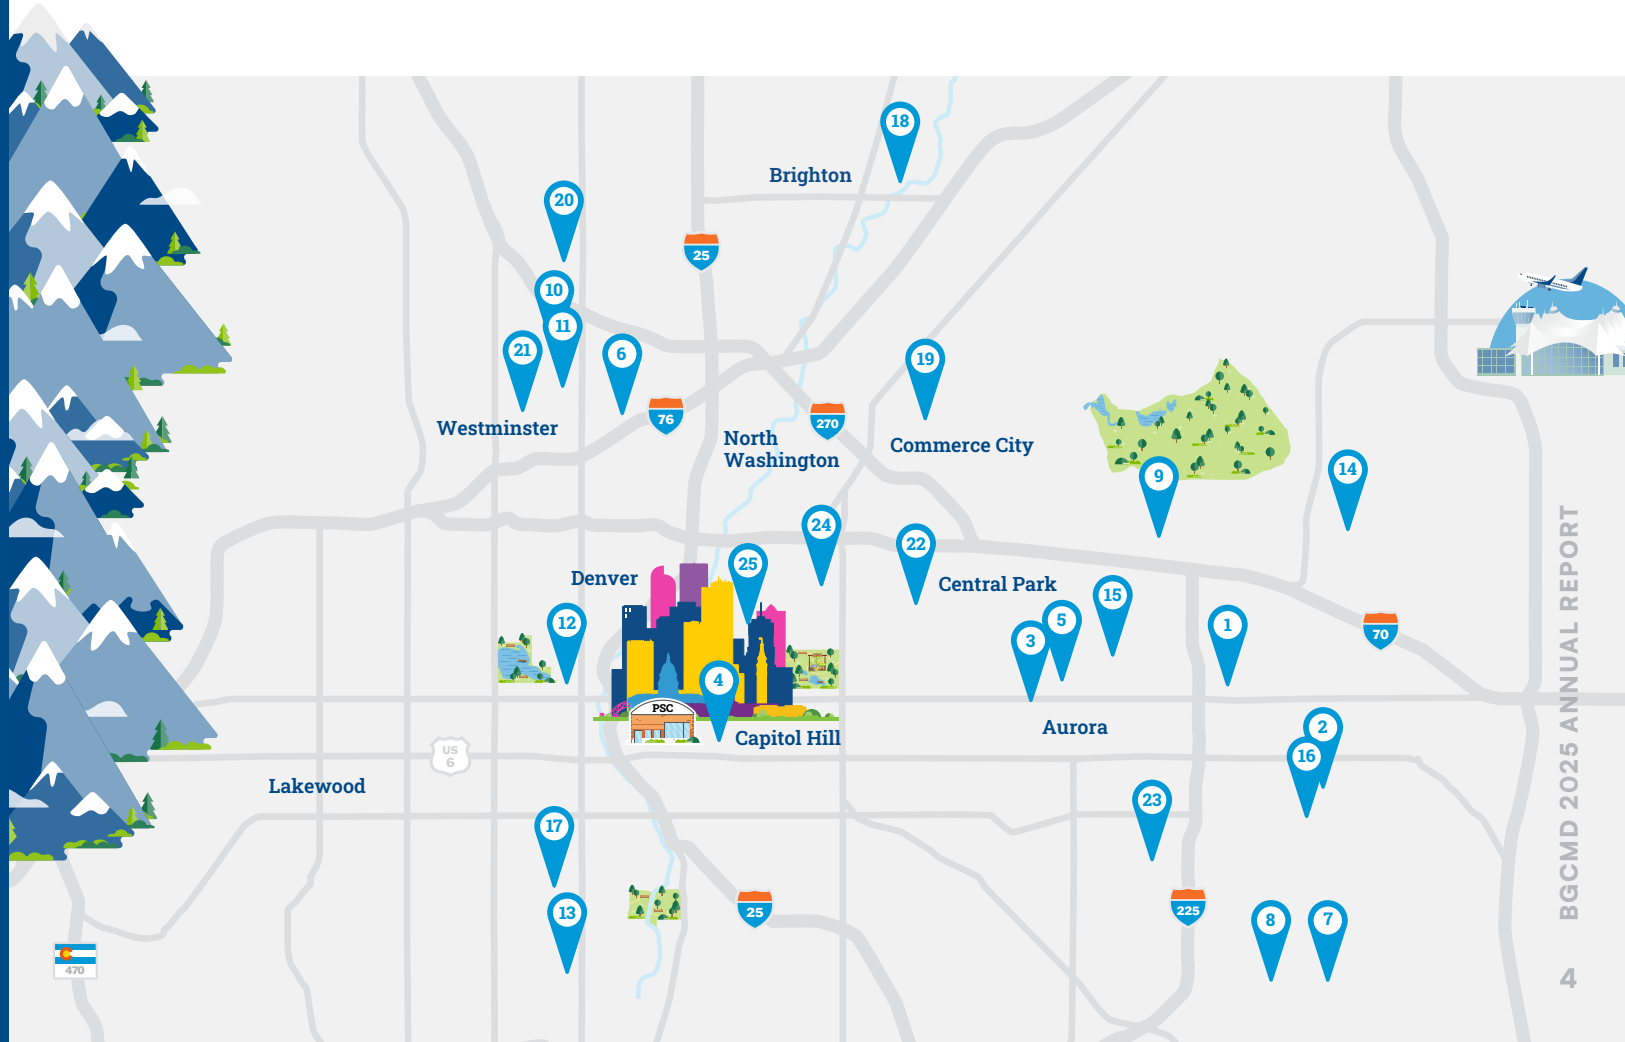 18
Brighton
20
25
10
11
21
6
19
76
270
Westminster
North
Washington
Commerce City
9
14
24
22
25
Denver
Central Park
15
12
5
3
1
70
4
PSC
Capitol Hill
Aurora
2
16
US
6
Lakewood
23
17
13
25
225
8
7
470
BGCMD 2025 ANNUAL REPORT
4